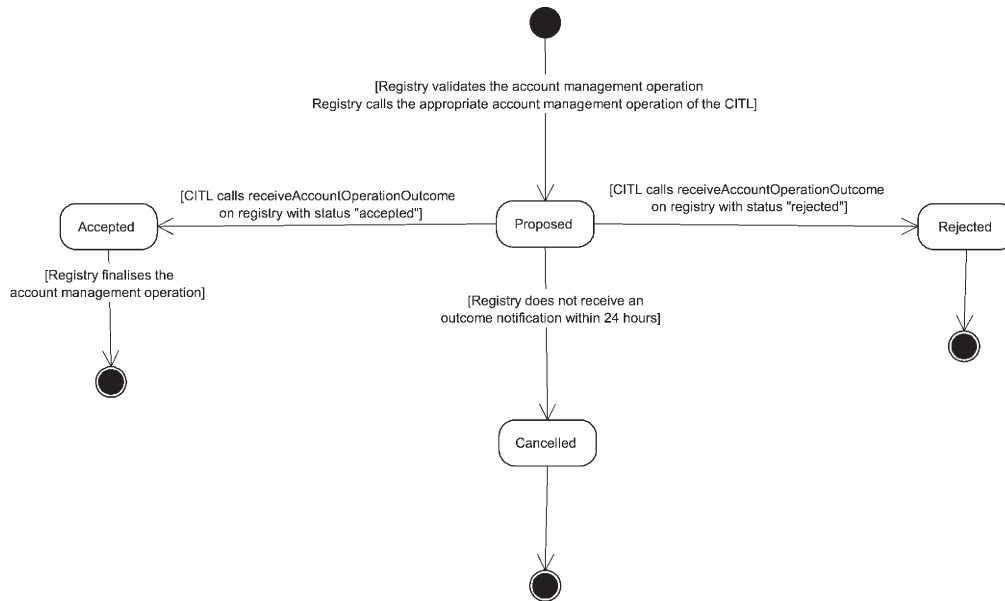 [Registry validates the account management operation
Registry calls the appropriate account management operation of the CITL]
[CITL calls receiveAccountOperationOutcome
on registry with status "accepted"]
[CITL calls receiveAccountOperationOutcome
on registry with status "rejected"]
Accepted
Proposed
Rejected
[Registry finalises the
account management operation]
[Registry does not receive an
outcome notification within 24 hours]
Cancelled